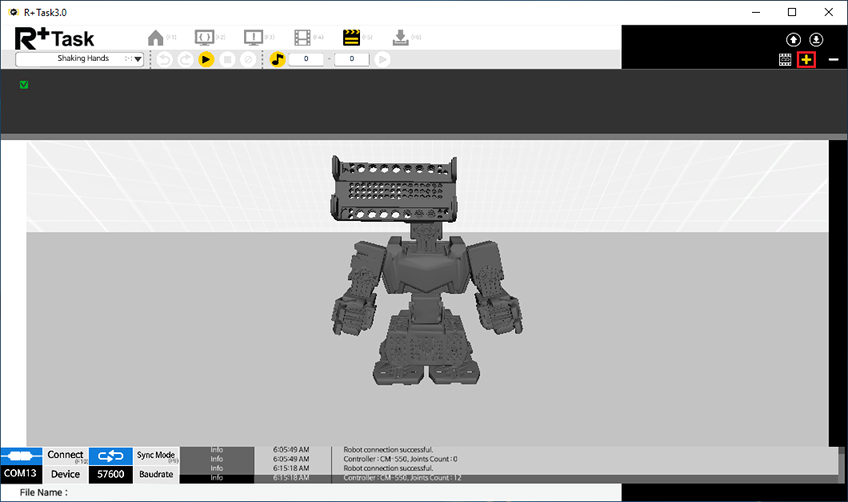 R+Task3.0
R+Task
(F1)
(F2)
(F3)
(F4)
(F5)
(F6)
Shaking Hands
0 - 0
Connect
Sync Mode
COM13
Device
57600
Baudrate
Info 6:05:49 AM Robot connection successful.
Info 6:05:49 AM Controller : CM-550, Joints Count : 0
Info 6:15:18 AM Robot connection successful.
Info 6:15:18 AM Controller : CM-550, Joints Count : 12
File Name :